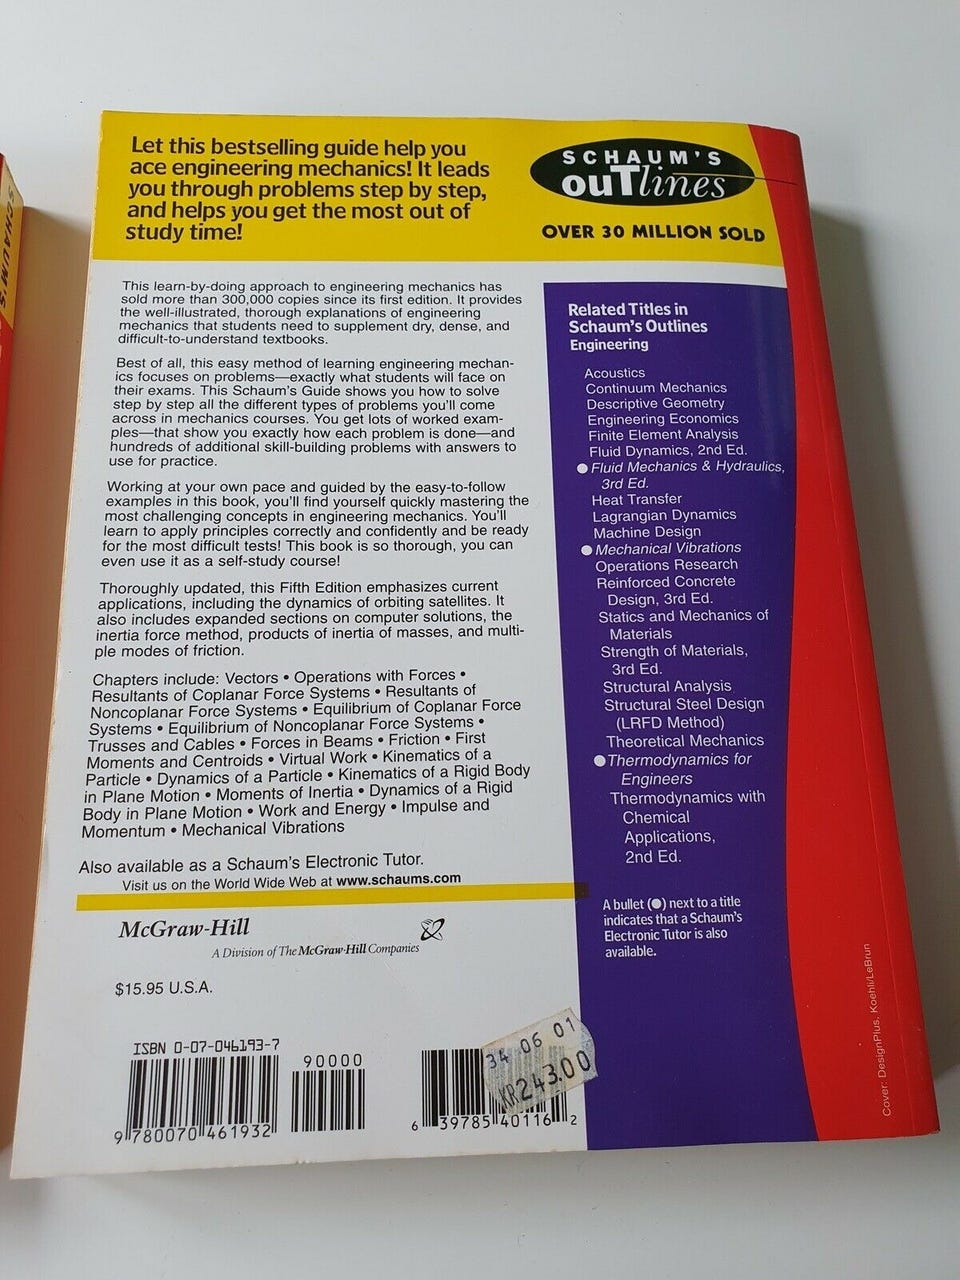 Let this bestselling guide help you
ace engineering mechanics! It leads
you through problems step by step,
and helps you get the most out of
study time!
SCHAUM'S
ouTlines
OVER 30 MILLION SOLD
This learn-by-doing approach to engineering mechanics has
sold more than 300,000 copies since its first edition. It provides
the well-illustrated, thorough explanations of engineering
mechanics that students need to supplement dry, dense, and
difficult-to-understand textbooks.
Best of all, this easy method of learning engineering mechan-
ics focuses on problems—exactly what students will face on
their exams. This Schaum's Guide shows you how to solve
step by step all the different types of problems you'll come
across in mechanics courses. You get lots of worked exam-
ples—that show you exactly how each problem is done—and
hundreds of additional skill-building problems with answers to
use for practice.
Working at your own pace and guided by the easy-to-follow
examples in this book, you'll find yourself quickly mastering the
most challenging concepts in engineering mechanics. You'll
learn to apply principles correctly and confidently and be ready
for the most difficult tests! This book is so thorough, you can
even use it as a self-study course!
Thoroughly updated, this Fifth Edition emphasizes current
applications, including the dynamics of orbiting satellites. It
also includes expanded sections on computer solutions, the
inertia force method, products of inertia of masses, and multi-
ple modes of friction.
Chapters include: Vectors • Operations with Forces •
Resultants of Coplanar Force Systems • Resultants of
Noncoplanar Force Systems • Equilibrium of Coplanar Force
Systems • Equilibrium of Noncoplanar Force Systems •
Trusses and Cables • Forces in Beams • Friction • First
Moments and Centroids • Virtual Work • Kinematics of a
Particle • Dynamics of a Particle • Kinematics of a Rigid Body
in Plane Motion • Moments of Inertia • Dynamics of a Rigid
Body in Plane Motion • Work and Energy • Impulse and
Momentum • Mechanical Vibrations
Also available as a Schaum's Electronic Tutor.
Visit us on the World Wide Web at www.schaums.com
McGraw-Hill
A Division of The McGraw-Hill Companies
$15.95 U.S.A.
ISBN 0-07-046193-7
90000
9 780070 461932
6 39785 40116 2
34 06 01
KR243.00
Related Titles in
Schaum's Outlines
Engineering
Acoustics
Continuum Mechanics
Descriptive Geometry
Engineering Economics
Finite Element Analysis
Fluid Dynamics, 2nd Ed.
● Fluid Mechanics & Hydraulics,
3rd Ed.
Heat Transfer
Lagrangian Dynamics
Machine Design
● Mechanical Vibrations
Operations Research
Reinforced Concrete
Design, 3rd Ed.
Statics and Mechanics of
Materials
Strength of Materials,
3rd Ed.
Structural Analysis
Structural Steel Design
(LRFD Method)
Theoretical Mechanics
● Thermodynamics for
Engineers
Thermodynamics with
Chemical
Applications,
2nd Ed.
A bullet (●) next to a title
indicates that a Schaum's
Electronic Tutor is also
available.
Cover: DesignPlus, Koehli/LeBrun
SCHAUM'S